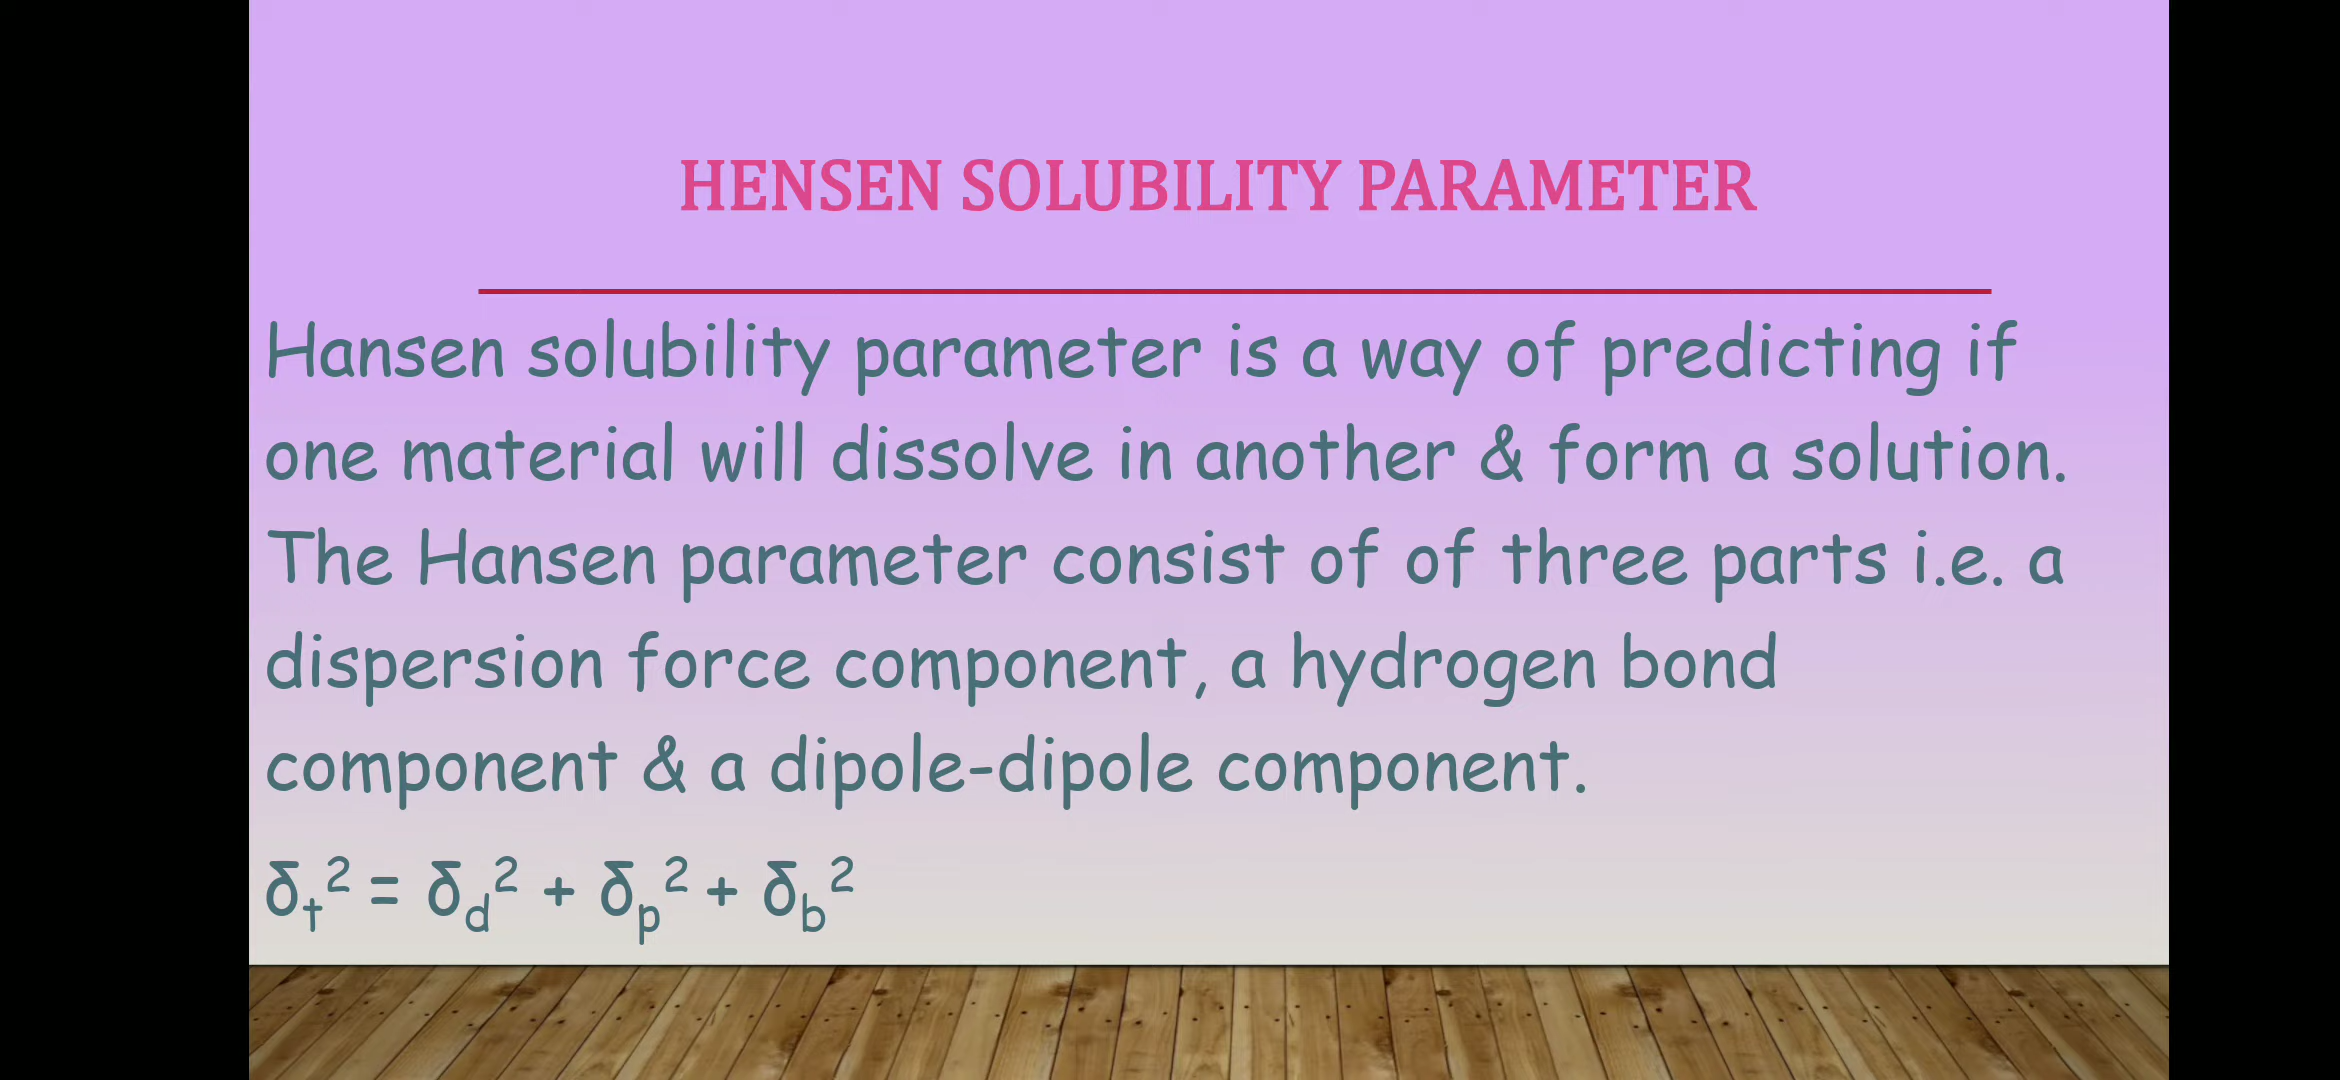 HENSEN SOLUBILITY PARAMETER
Hansen solubility parameter is a way of predicting if
one material will dissolve in another & form a solution.
The Hansen parameter consist of of three parts i.e. a
dispersion force component, a hydrogen bond
component & a dipole-dipole component.
δₜ² = δ_d² + δₚ² + δ_b²